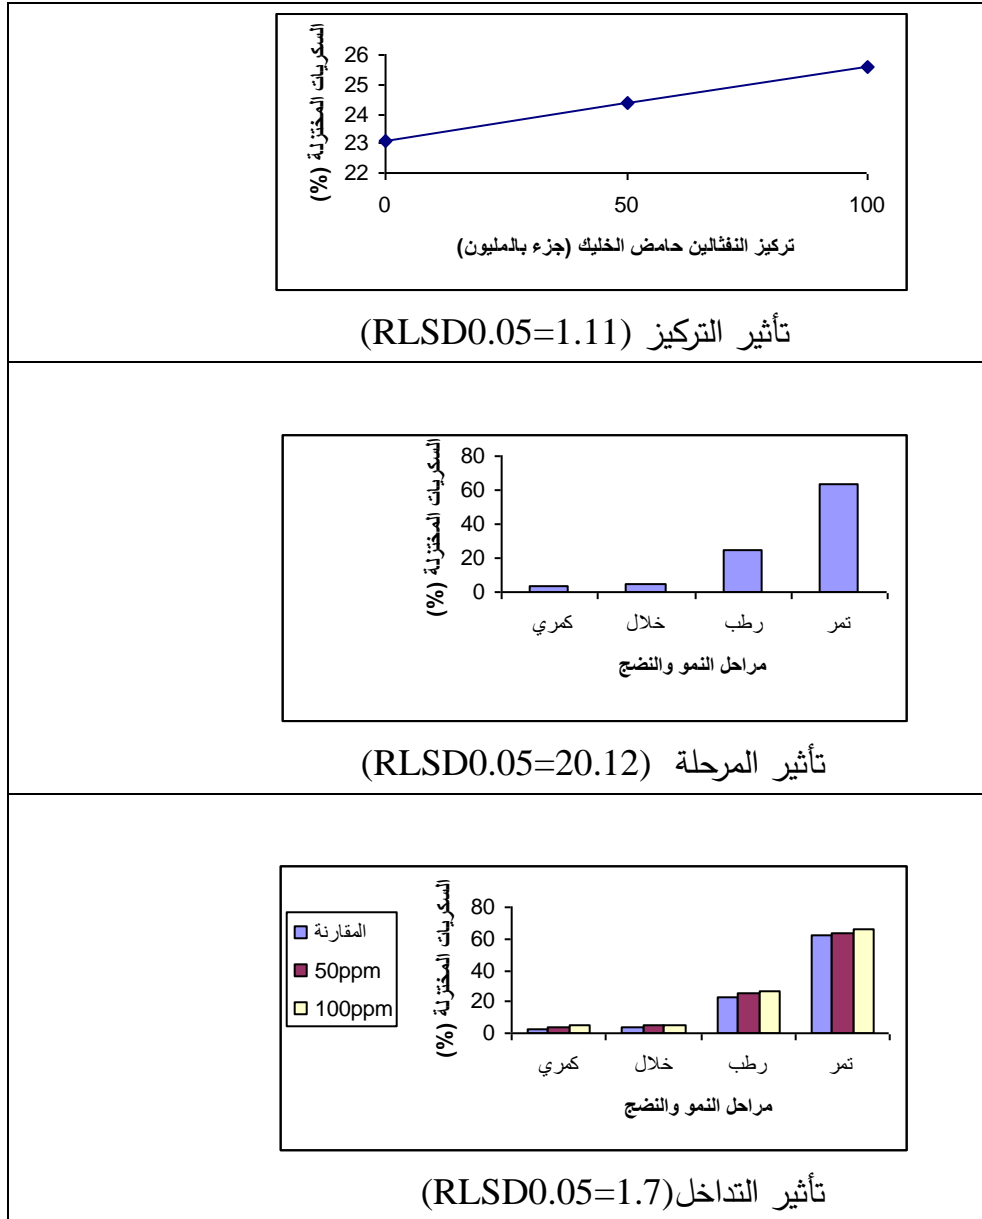 السكريات المختزلة (%)
26
25
24
23
22
0 50 100
تركيز النفثالين حامض الخليك (جزء بالمليون)
تأثير التركيز (RLSD0.05=1.11)
السكريات المختزلة (%)
80
60
40
20
0
كمري خلال رطب تمر
مراحل النمو والنضج
تأثير المرحلة (RLSD0.05=20.12)
المقارنة
50ppm
100ppm
السكريات المختزلة (%)
80
60
40
20
0
كمري خلال رطب تمر
مراحل النمو والنضج
تأثير التداخل(RLSD0.05=1.7)